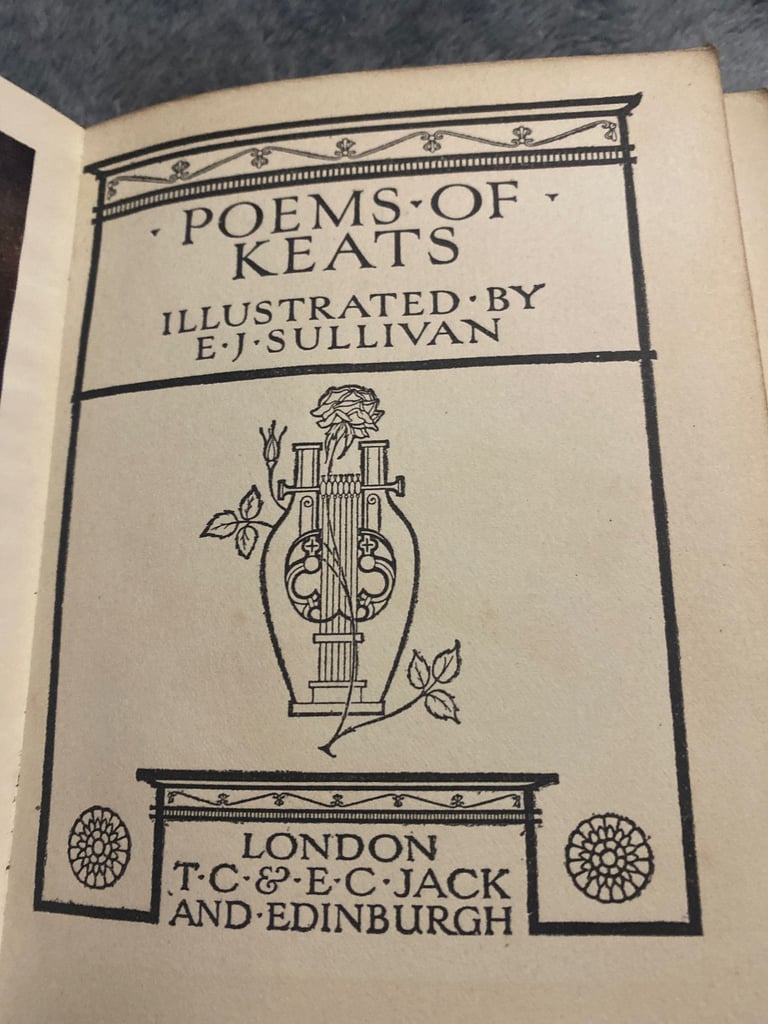 · POEMS · OF ·
KEATS
ILLUSTRATED · BY
E · J · SULLIVAN
LONDON
T · C · & · E · C · JACK
AND · EDINBURGH